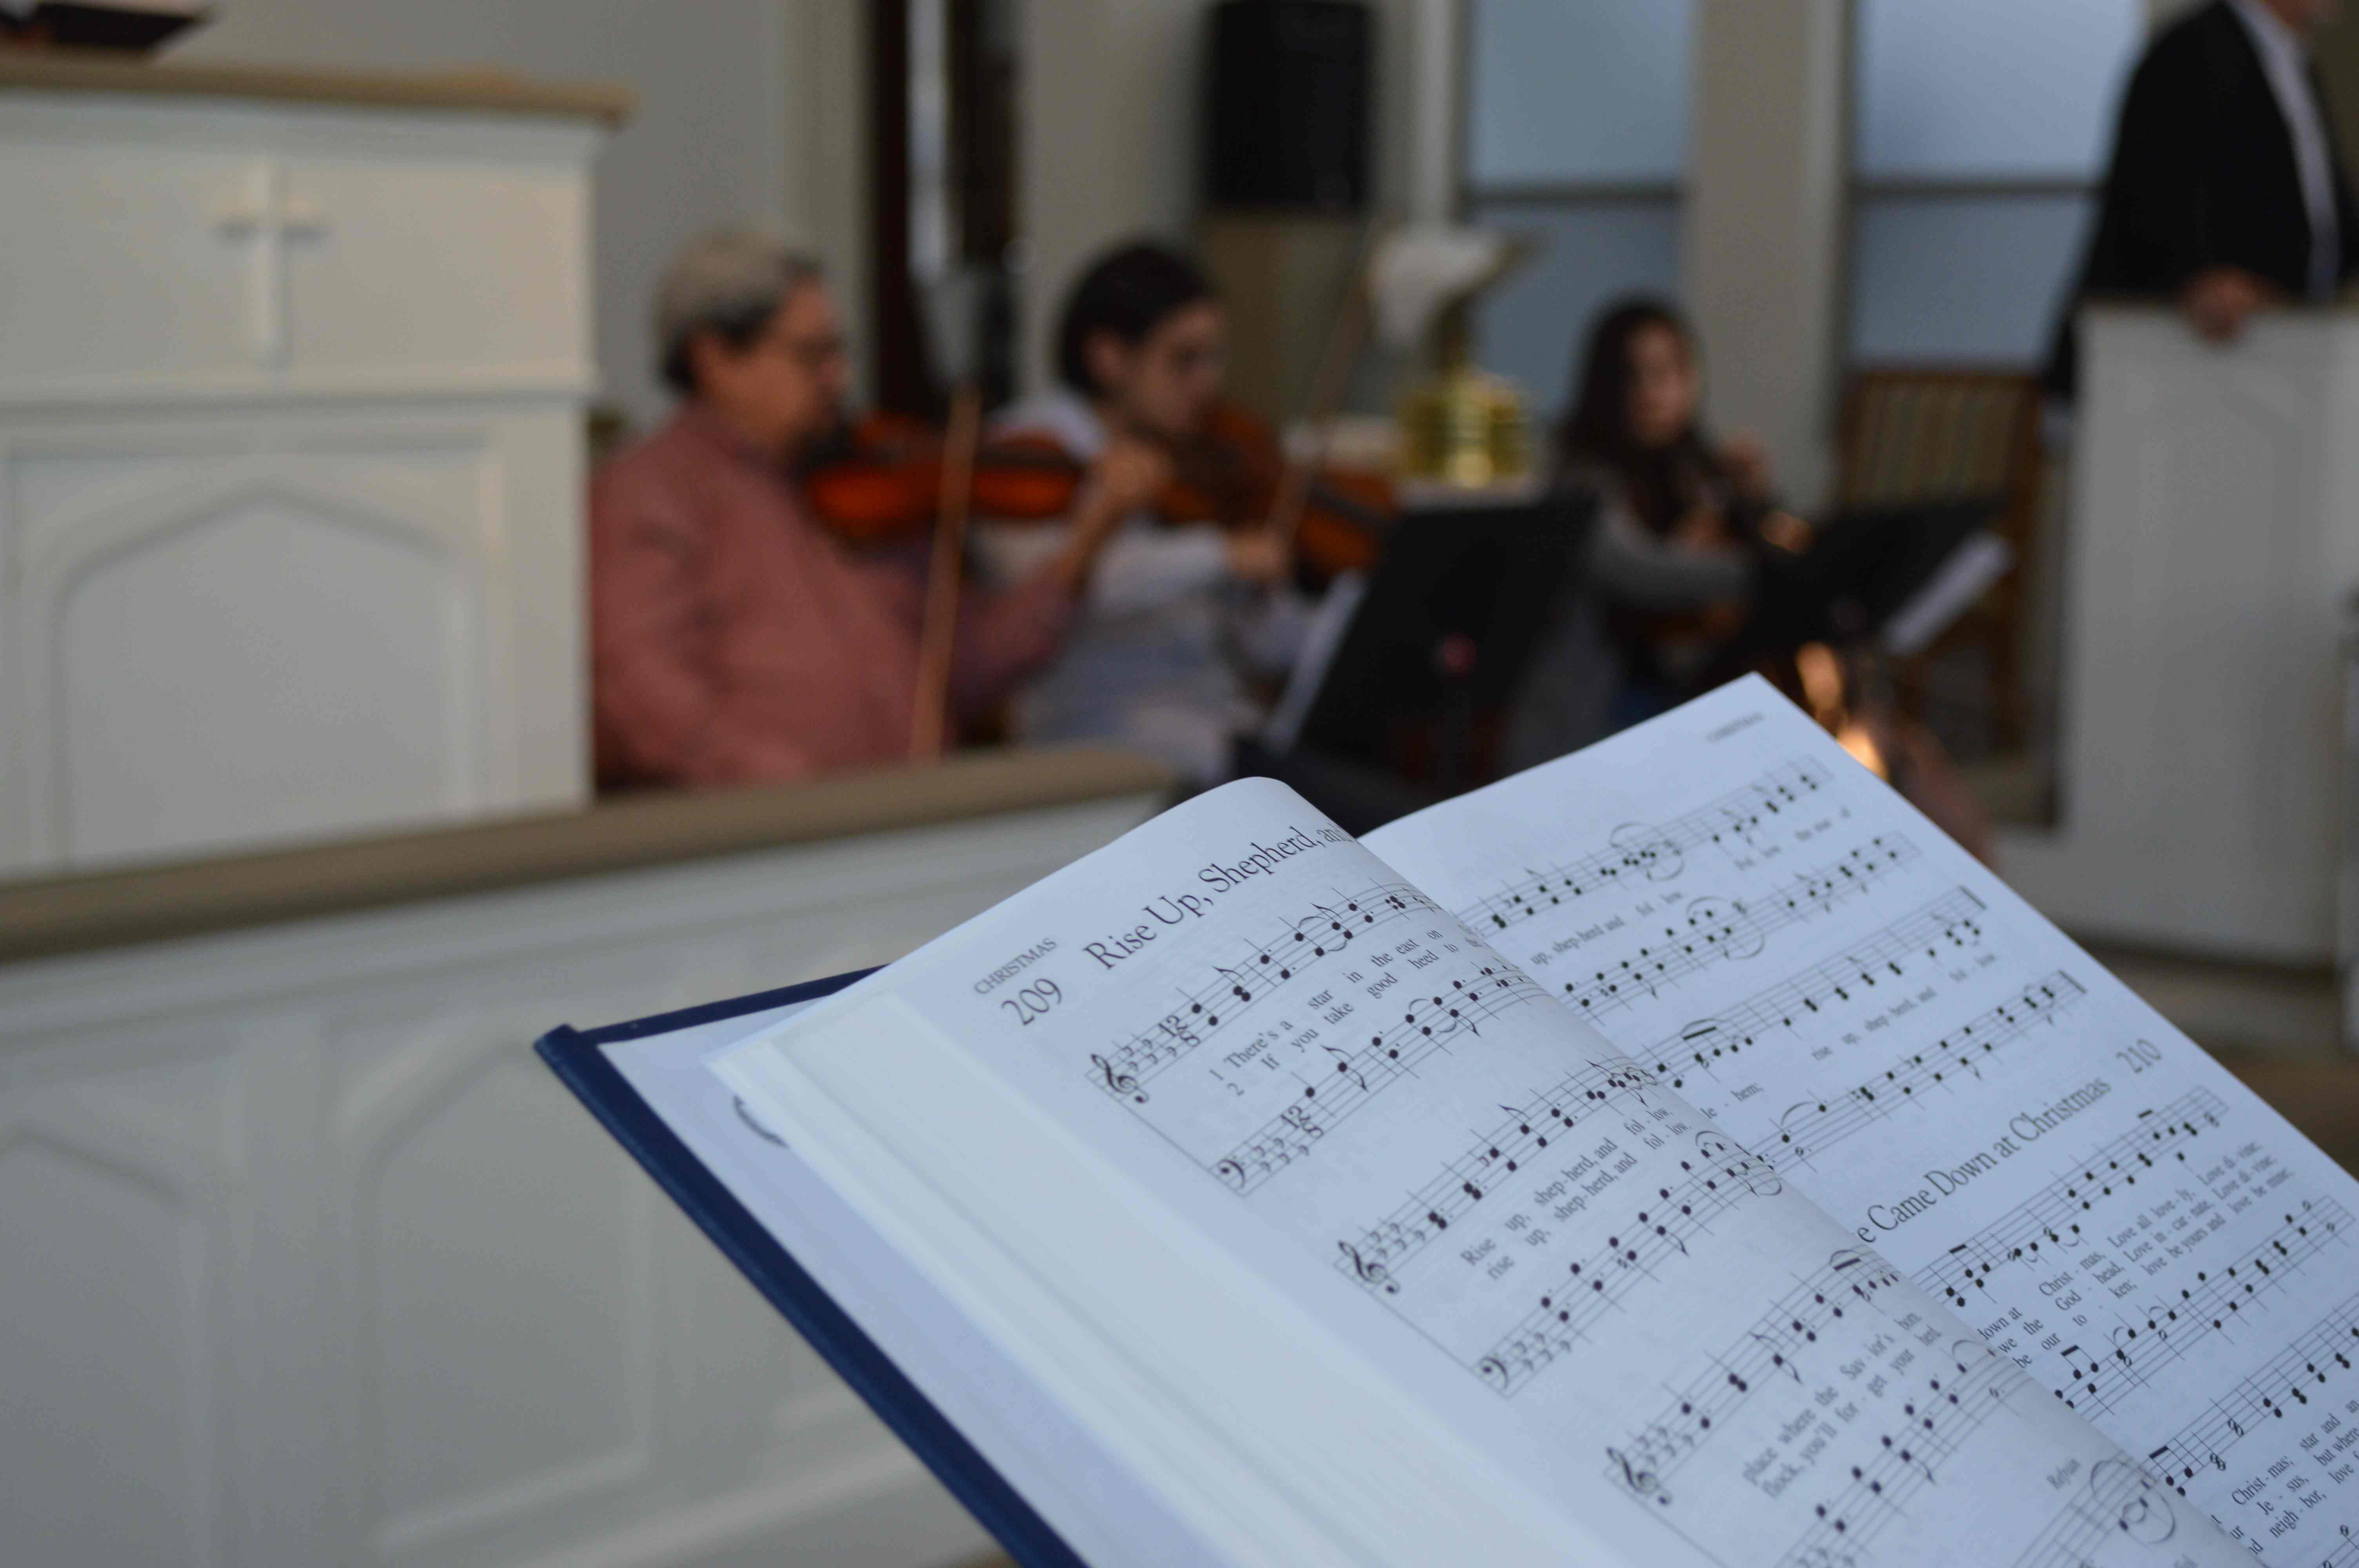 CHRISTMAS
209 Rise Up, Shepherd, and
1 There's a star in the east on
2 If you take good heed to the
Rise up, shep-herd, and fol-low.
rise up, shep-herd, and fol-low.
place where the Sav-ior's born.
flock, you'll for-get your herd.
Refrain
CHRISTMAS
fol low the star of
up, shep herd and fol low
le - hem;
rise up, shep-herd, and fol - low.
e Came Down at Christmas 210
down at Christ-mas, Love all love-ly, Love di-vine;
we the God-head, Love in-car-nate, Love di-vine;
be our to-ken; love be yours and love be mine;
Christ-mas; star and an
ur Je-sus, but where
nd neigh-bor, love f